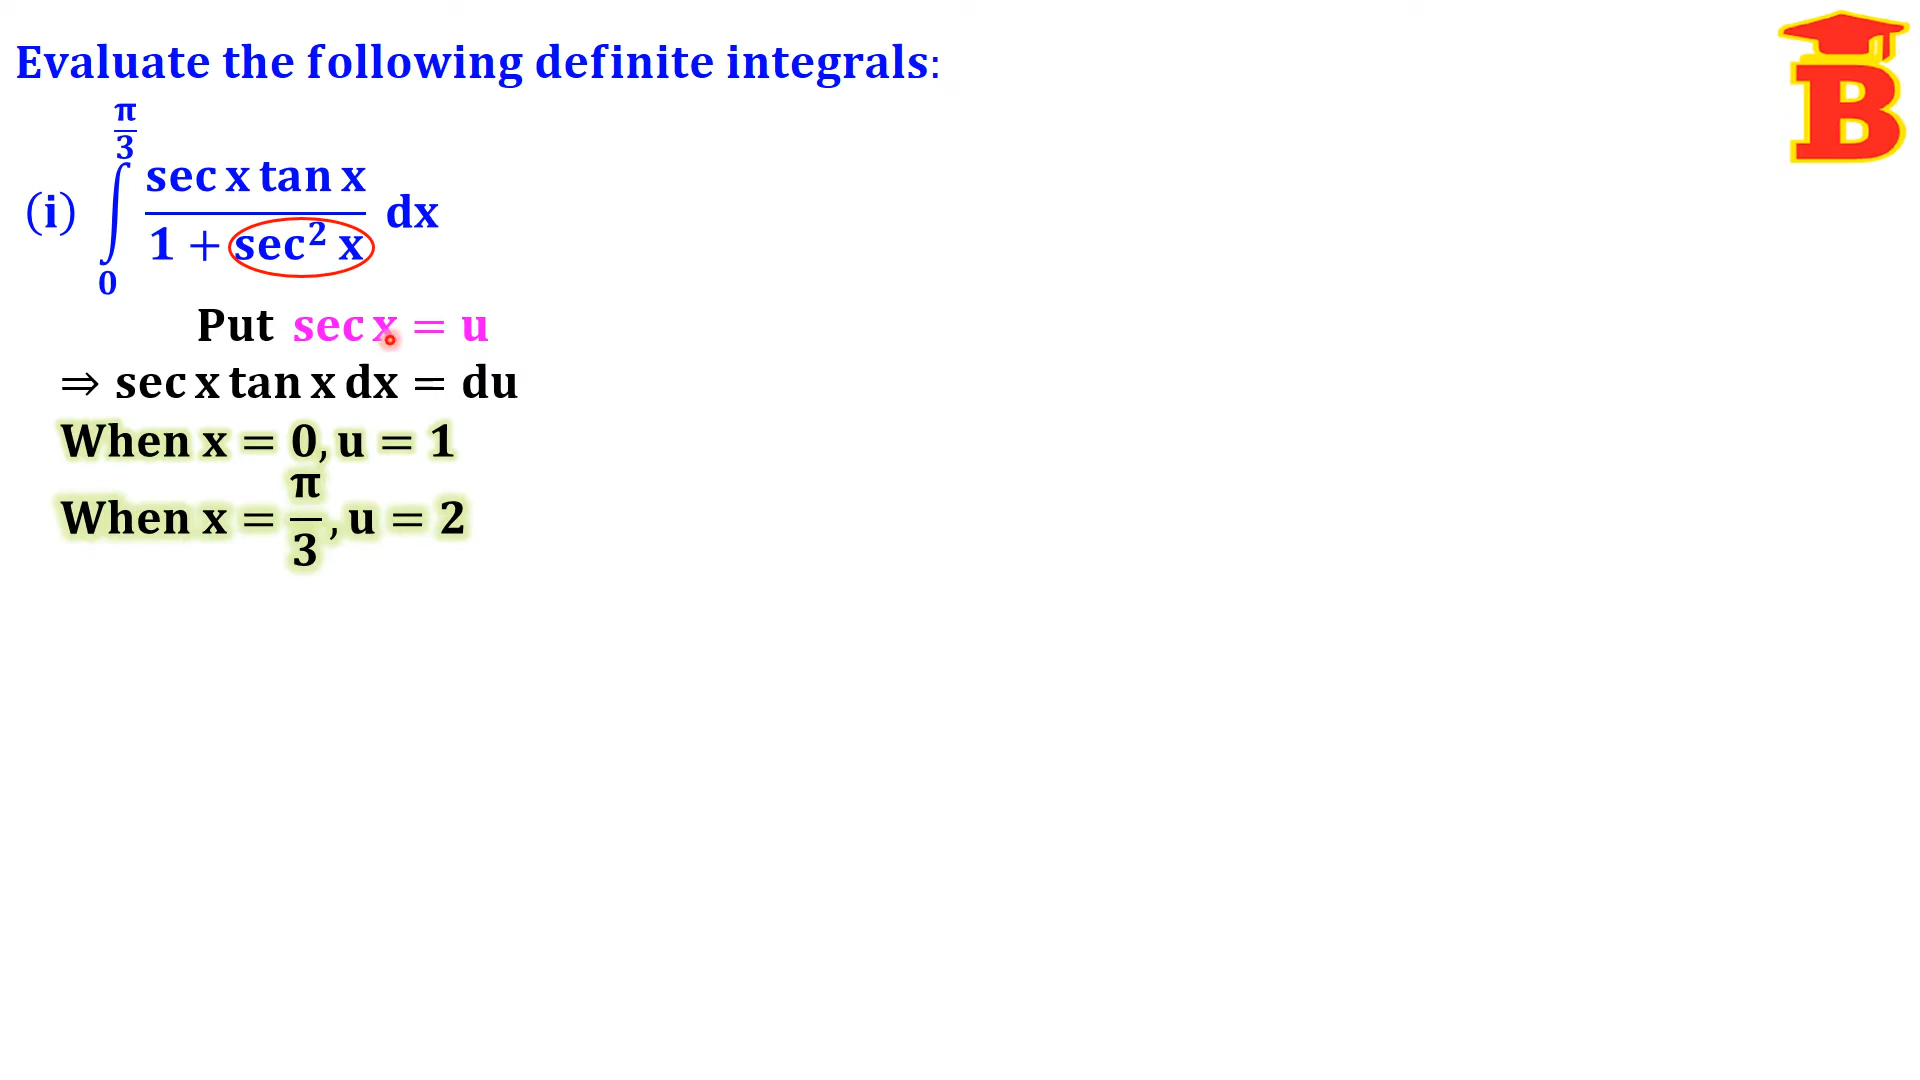 Evaluate the following definite integrals:
(i) ∫₀^(π/3) (sec x tan x)/(1 + sec² x) dx
Put sec x = u
⇒ sec x tan x dx = du
When x = 0, u = 1
When x = π/3, u = 2
B